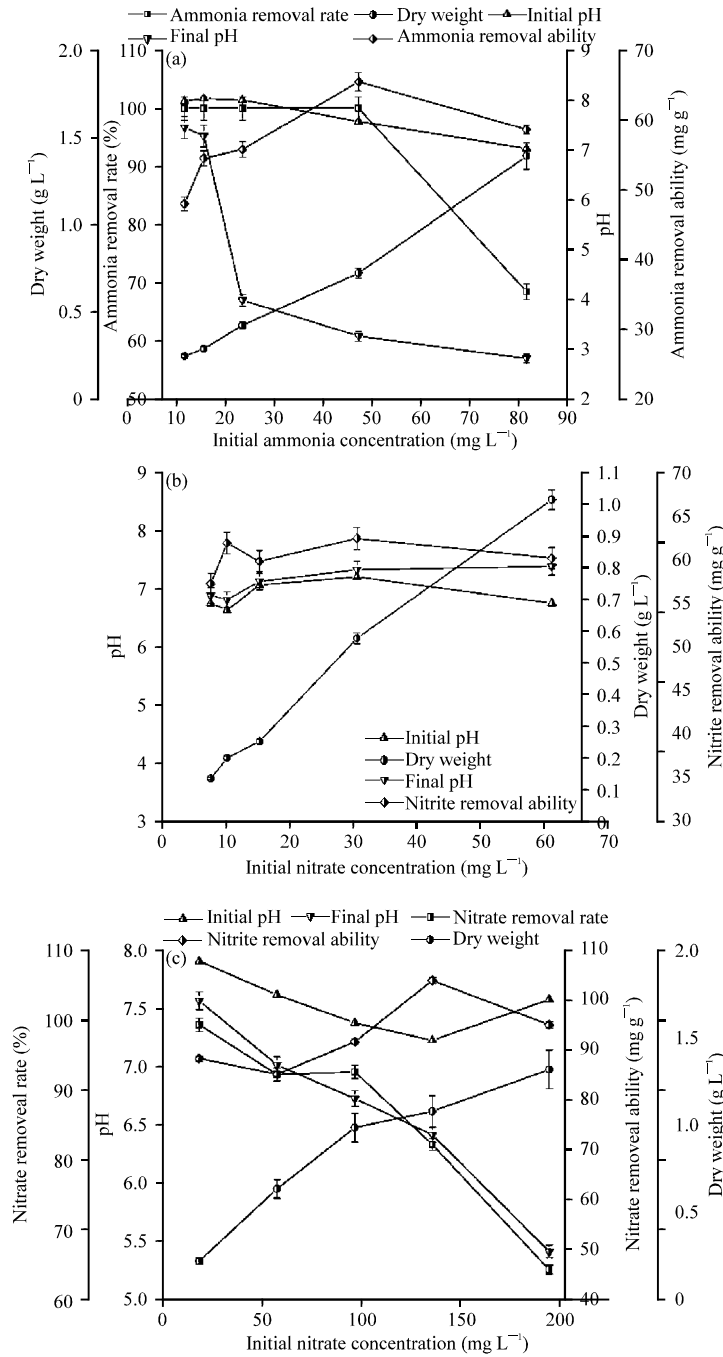 Ammonia removal rate Dry weight Initial pH
Final pH Ammonia removal ability
(a)
2.0
1.5
1.0
0.5
0
Dry weight (g L⁻¹)
110
100
90
80
70
60
50
Ammonia removal rate (%)
9
8
7
6
5
4
3
2
pH
70
60
50
40
30
20
Ammonia removal ability (mg g⁻¹)
0 10 20 30 40 50 60 70 80 90
Initial ammonia concentration (mg L⁻¹)
(b)
9
8
7
6
5
4
3
pH
1.1
1.0
0.9
0.8
0.7
0.6
0.5
0.4
0.3
0.2
0.1
0
Dry weight (g L⁻¹)
70
65
60
55
50
45
40
35
30
Nitrite removal ability (mg g⁻¹)
Initial pH
Dry weight
Final pH
Nitrite removal ability
0 10 20 30 40 50 60 70
Initial nitrate concentration (mg L⁻¹)
Initial pH Final pH Nitrate removal rate
Nitrite removal ability Dry weight
(c)
110
100
90
80
70
60
Nitrate removeal rate (%)
8.0
7.5
7.0
6.5
6.0
5.5
5.0
pH
110
100
90
80
70
60
50
40
Nitrate removeal ability (mg g⁻¹)
2.0
1.5
1.0
0.5
0
Dry weight (g L⁻¹)
0 50 100 150 200
Initial nitrate concentration (mg L⁻¹)